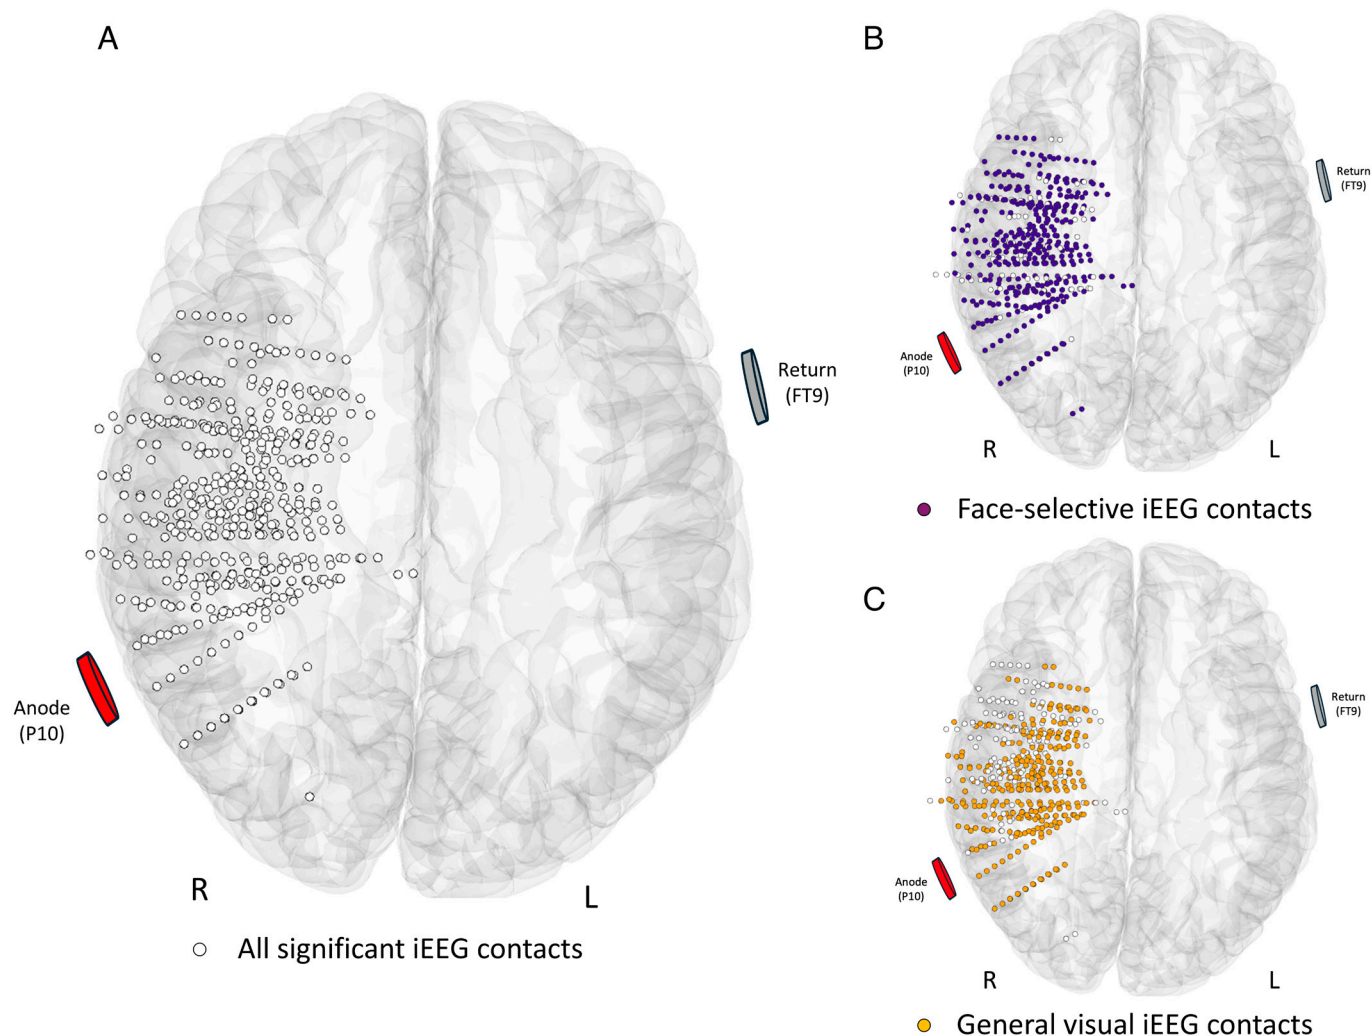 A
Return
(FT9)
Anode
(P10)
R
L
All significant iEEG contacts
B
Return
(FT9)
Anode
(P10)
R
L
Face-selective iEEG contacts
C
Return
(FT9)
Anode
(P10)
R
L
General visual iEEG contacts